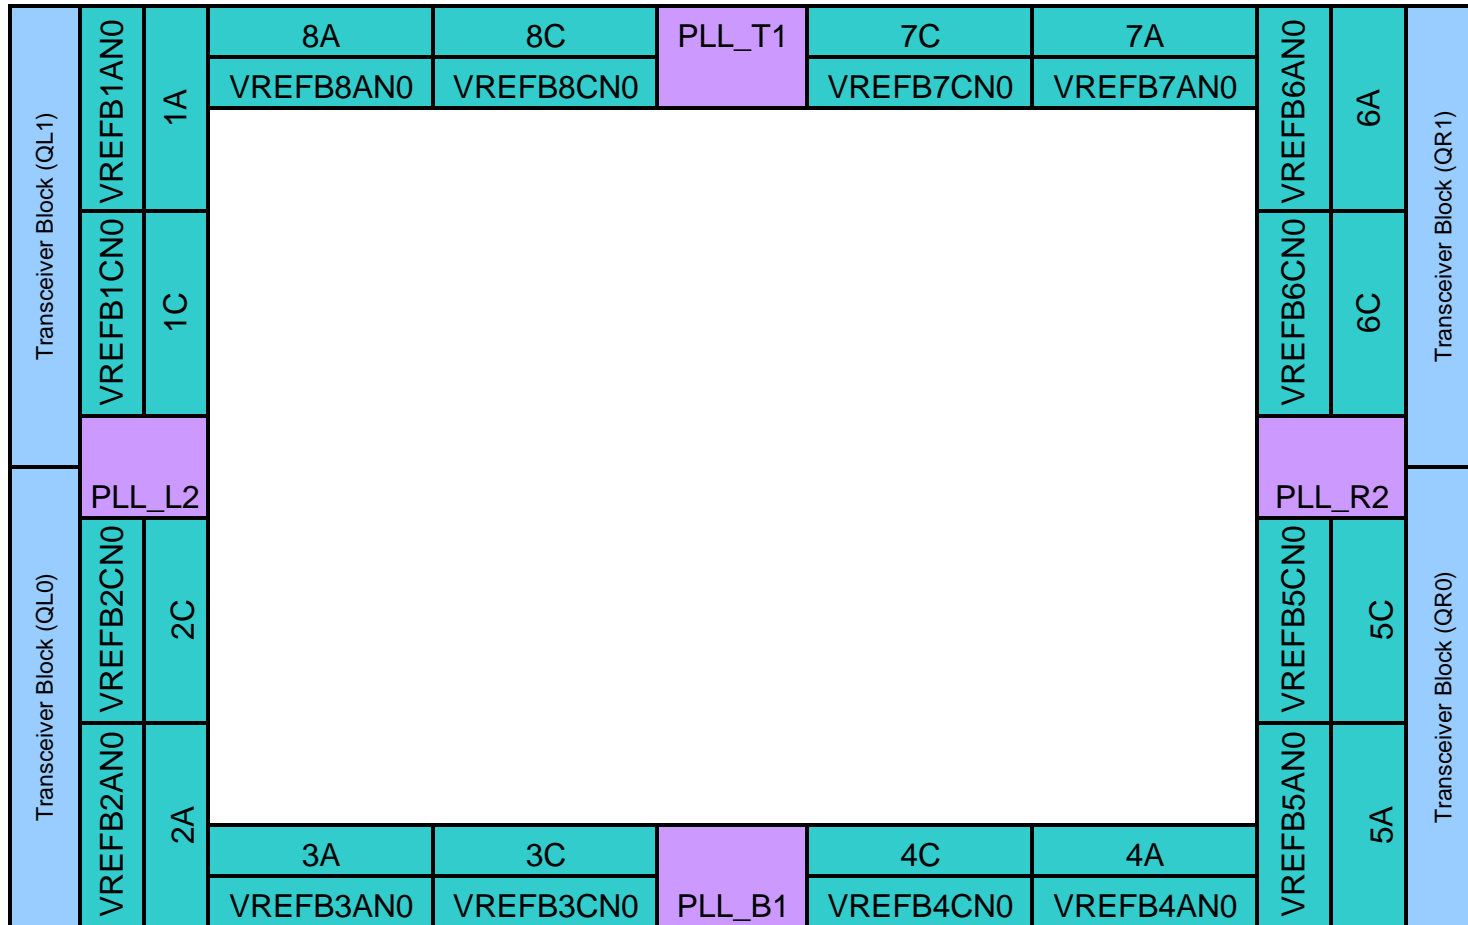 8A
8C
PLL_T1
7C
7A
VREFB8AN0
VREFB8CN0
VREFB7CN0
VREFB7AN0
Transceiver Block (QL1)
VREFB1AN0
1A
VREFB1CN0
1C
VREFB6AN0
6A
VREFB6CN0
6C
Transceiver Block (QR1)
PLL_L2
PLL_R2
Transceiver Block (QL0)
VREFB2CN0
2C
VREFB2AN0
2A
VREFB5CN0
5C
VREFB5AN0
5A
Transceiver Block (QR0)
3A
3C
4C
4A
VREFB3AN0
VREFB3CN0
PLL_B1
VREFB4CN0
VREFB4AN0